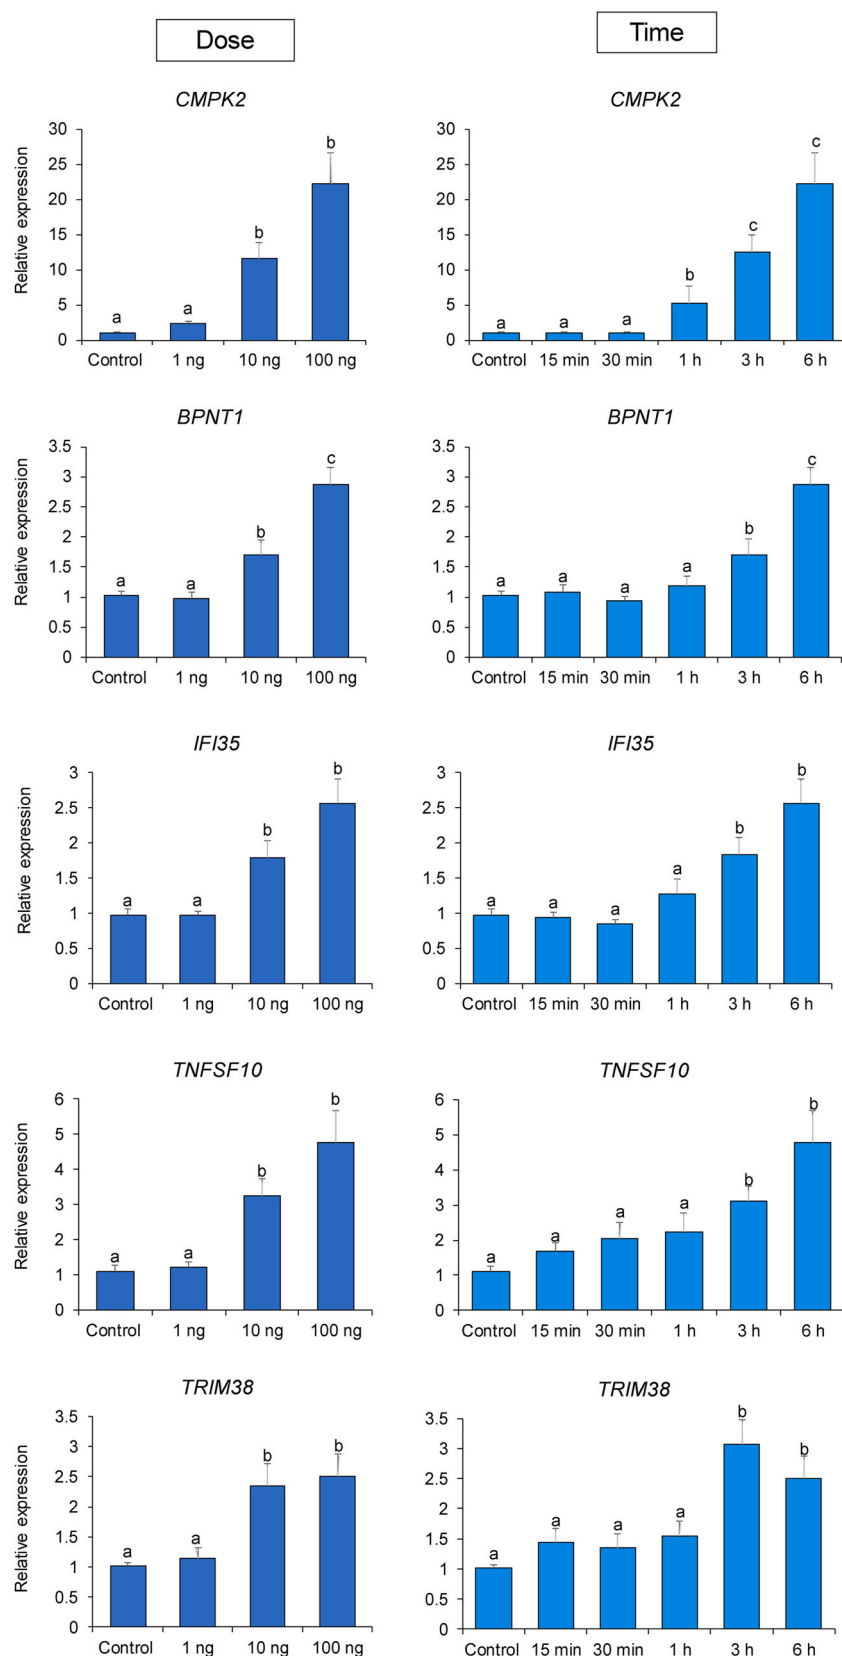 Dose
Time
CMPK2
Relative expression
30
25
20
15
10
5
0
a
a
b
b
Control 1 ng 10 ng 100 ng
CMPK2
30
25
20
15
10
5
0
a
a
a
b
c
c
Control 15 min 30 min 1 h 3 h 6 h
BPNT1
Relative expression
3.5
3
2.5
2
1.5
1
0.5
0
a
a
b
c
Control 1 ng 10 ng 100 ng
BPNT1
3.5
3
2.5
2
1.5
1
0.5
0
a
a
a
a
b
c
Control 15 min 30 min 1 h 3 h 6 h
IFI35
Relative expression
3
2.5
2
1.5
1
0.5
0
a
a
b
b
Control 1 ng 10 ng 100 ng
IFI35
3
2.5
2
1.5
1
0.5
0
a
a
a
a
b
b
Control 15 min 30 min 1 h 3 h 6 h
TNFSF10
Relative expression
6
5
4
3
2
1
0
a
a
b
b
Control 1 ng 10 ng 100 ng
TNFSF10
6
5
4
3
2
1
0
a
a
a
a
b
b
Control 15 min 30 min 1 h 3 h 6 h
TRIM38
Relative expression
3.5
3
2.5
2
1.5
1
0.5
0
a
a
b
b
Control 1 ng 10 ng 100 ng
TRIM38
3.5
3
2.5
2
1.5
1
0.5
0
a
a
a
a
b
b
Control 15 min 30 min 1 h 3 h 6 h